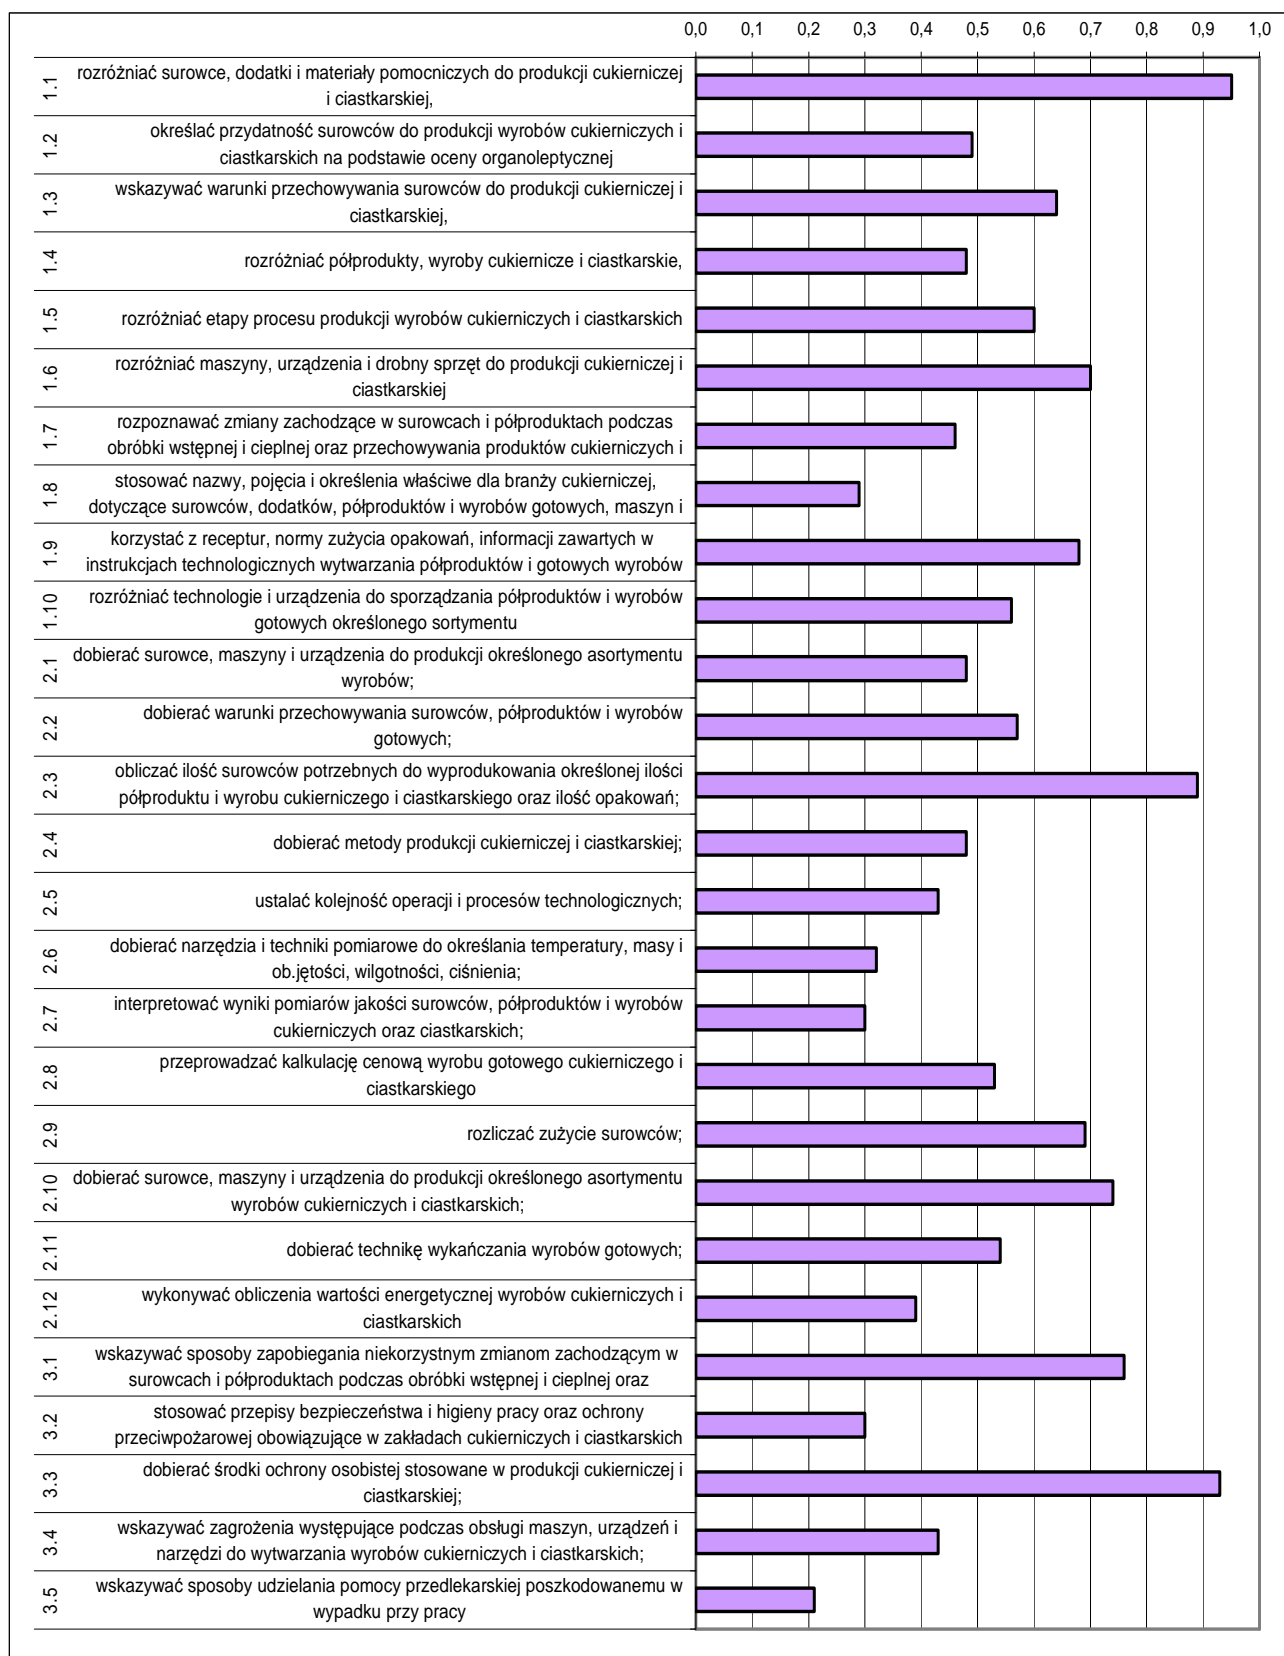 0,0 0,1 0,2 0,3 0,4 0,5 0,6 0,7 0,8 0,9 1,0
1.1 rozróżniać surowce, dodatki i materiały pomocniczych do produkcji cukierniczej
i ciastkarskiej,
1.2 określać przydatność surowców do produkcji wyrobów cukierniczych i
ciastkarskich na podstawie oceny organoleptycznej
1.3 wskazywać warunki przechowywania surowców do produkcji cukierniczej i
ciastkarskiej,
1.4 rozróżniać półprodukty, wyroby cukiernicze i ciastkarskie,
1.5 rozróżniać etapy procesu produkcji wyrobów cukierniczych i ciastkarskich
1.6 rozróżniać maszyny, urządzenia i drobny sprzęt do produkcji cukierniczej i
ciastkarskiej
1.7 rozpoznawać zmiany zachodzące w surowcach i półproduktach podczas
obróbki wstępnej i cieplnej oraz przechowywania produktów cukierniczych i
1.8 stosować nazwy, pojęcia i określenia właściwe dla branży cukierniczej,
dotyczące surowców, dodatków, półproduktów i wyrobów gotowych, maszyn i
1.9 korzystać z receptur, normy zużycia opakowań, informacji zawartych w
instrukcjach technologicznych wytwarzania półproduktów i gotowych wyrobów
1.10 rozróżniać technologie i urządzenia do sporządzania półproduktów i wyrobów
gotowych określonego sortymentu
2.1 dobierać surowce, maszyny i urządzenia do produkcji określonego asortymentu
wyrobów;
2.2 dobierać warunki przechowywania surowców, półproduktów i wyrobów
gotowych;
2.3 obliczać ilość surowców potrzebnych do wyprodukowania określonej ilości
półproduktu i wyrobu cukierniczego i ciastkarskiego oraz ilość opakowań;
2.4 dobierać metody produkcji cukierniczej i ciastkarskiej;
2.5 ustalać kolejność operacji i procesów technologicznych;
2.6 dobierać narzędzia i techniki pomiarowe do określania temperatury, masy i
ob.jętości, wilgotności, ciśnienia;
2.7 interpretować wyniki pomiarów jakości surowców, półproduktów i wyrobów
cukierniczych oraz ciastkarskich;
2.8 przeprowadzać kalkulację cenową wyrobu gotowego cukierniczego i
ciastkarskiego
2.9 rozliczać zużycie surowców;
2.10 dobierać surowce, maszyny i urządzenia do produkcji określonego asortymentu
wyrobów cukierniczych i ciastkarskich;
2.11 dobierać technikę wykańczania wyrobów gotowych;
2.12 wykonywać obliczenia wartości energetycznej wyrobów cukierniczych i
ciastkarskich
3.1 wskazywać sposoby zapobiegania niekorzystnym zmianom zachodzącym w
surowcach i półproduktach podczas obróbki wstępnej i cieplnej oraz
3.2 stosować przepisy bezpieczeństwa i higieny pracy oraz ochrony
przeciwpożarowej obowiązujące w zakładach cukierniczych i ciastkarskich
3.3 dobierać środki ochrony osobistej stosowane w produkcji cukierniczej i
ciastkarskiej;
3.4 wskazywać zagrożenia występujące podczas obsługi maszyn, urządzeń i
narzędzi do wytwarzania wyrobów cukierniczych i ciastkarskich;
3.5 wskazywać sposoby udzielania pomocy przedlekarskiej poszkodowanemu w
wypadku przy pracy